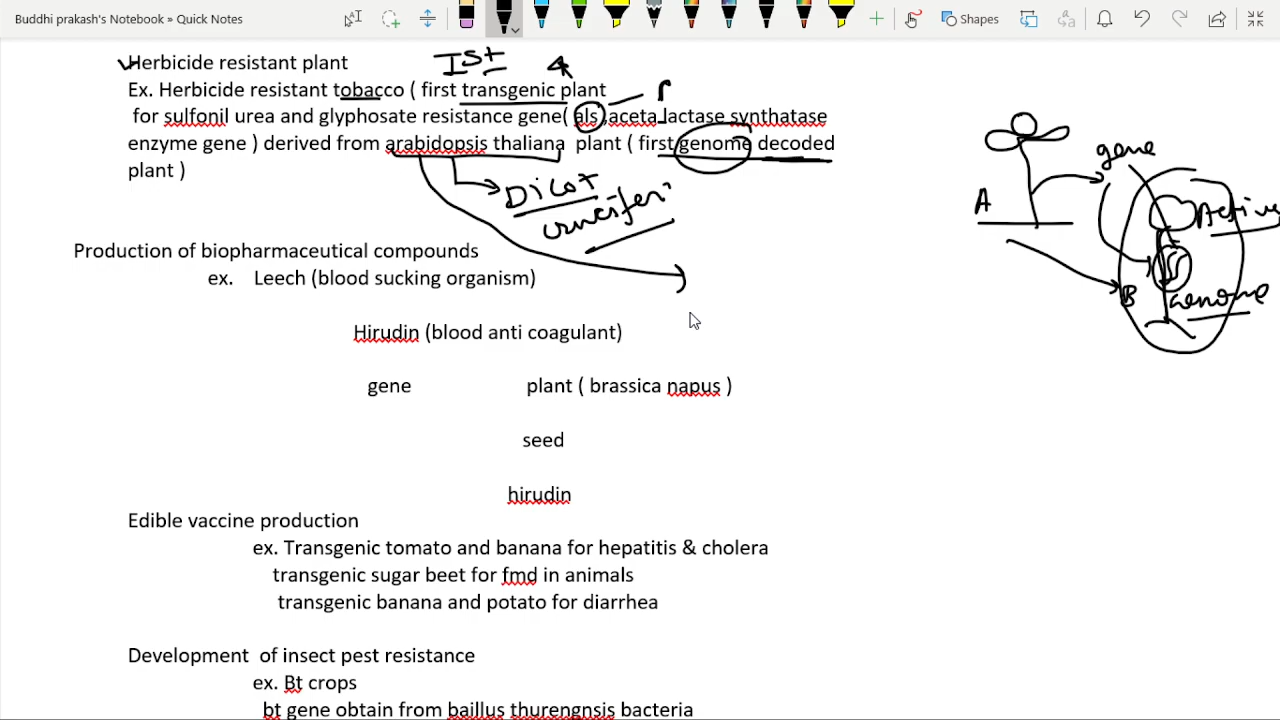 Buddhi prakash's Notebook » Quick Notes
Shapes
Herbicide resistant plant
Ist
Ex. Herbicide resistant tobacco ( first transgenic plant
for sulfonil urea and glyphosate resistance gene( als ,aceta lactase synthatase
enzyme gene ) derived from arabidopsis thaliana plant ( first genome decoded
plant )
Dicot
gene
A
Active
B
Genome
Production of biopharmaceutical compounds
ex. Leech (blood sucking organism)
Hirudin (blood anti coagulant)
gene plant ( brassica napus )
seed
hirudin
Edible vaccine production
ex. Transgenic tomato and banana for hepatitis & cholera
transgenic sugar beet for fmd in animals
transgenic banana and potato for diarrhea
Development of insect pest resistance
ex. Bt crops
bt gene obtain from baillus thurengnsis bacteria